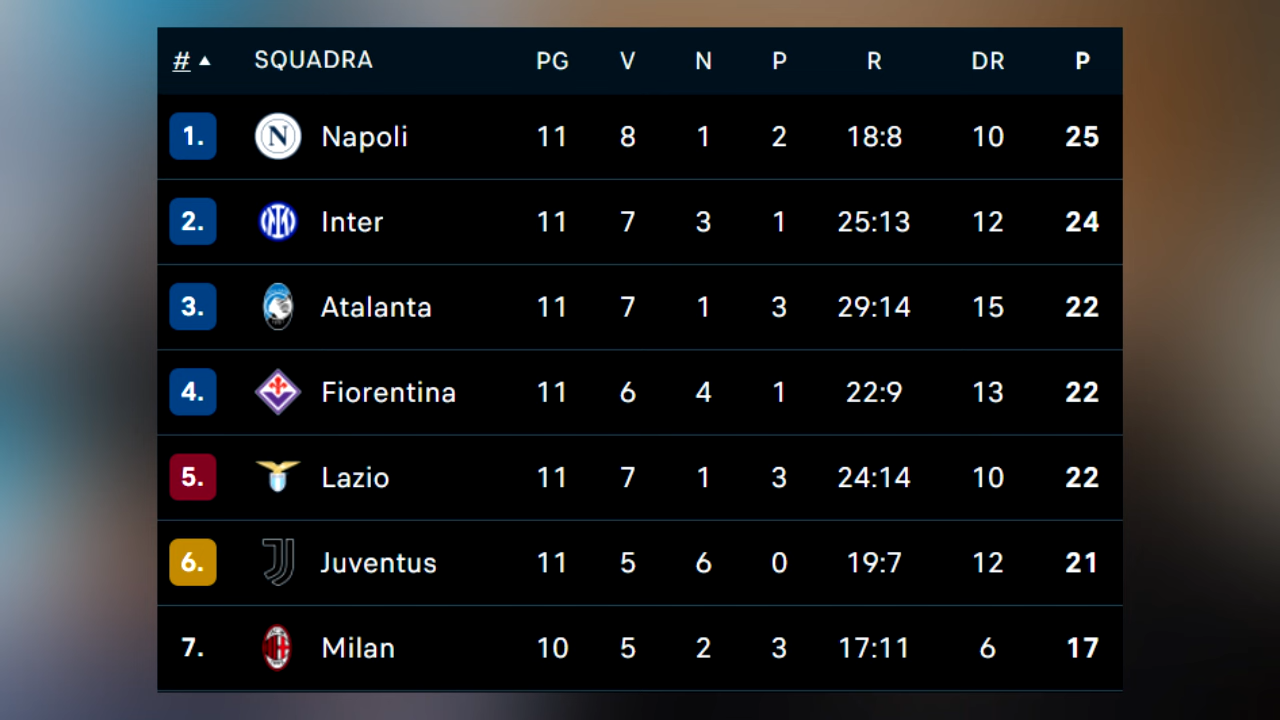 # ▲ SQUADRA PG V N P R DR P
1. N Napoli 11 8 1 2 18:8 10 25
2. Inter 11 7 3 1 25:13 12 24
3. Atalanta 11 7 1 3 29:14 15 22
4. Fiorentina 11 6 4 1 22:9 13 22
5. Lazio 11 7 1 3 24:14 10 22
6. Juventus 11 5 6 0 19:7 12 21
7. Milan 10 5 2 3 17:11 6 17